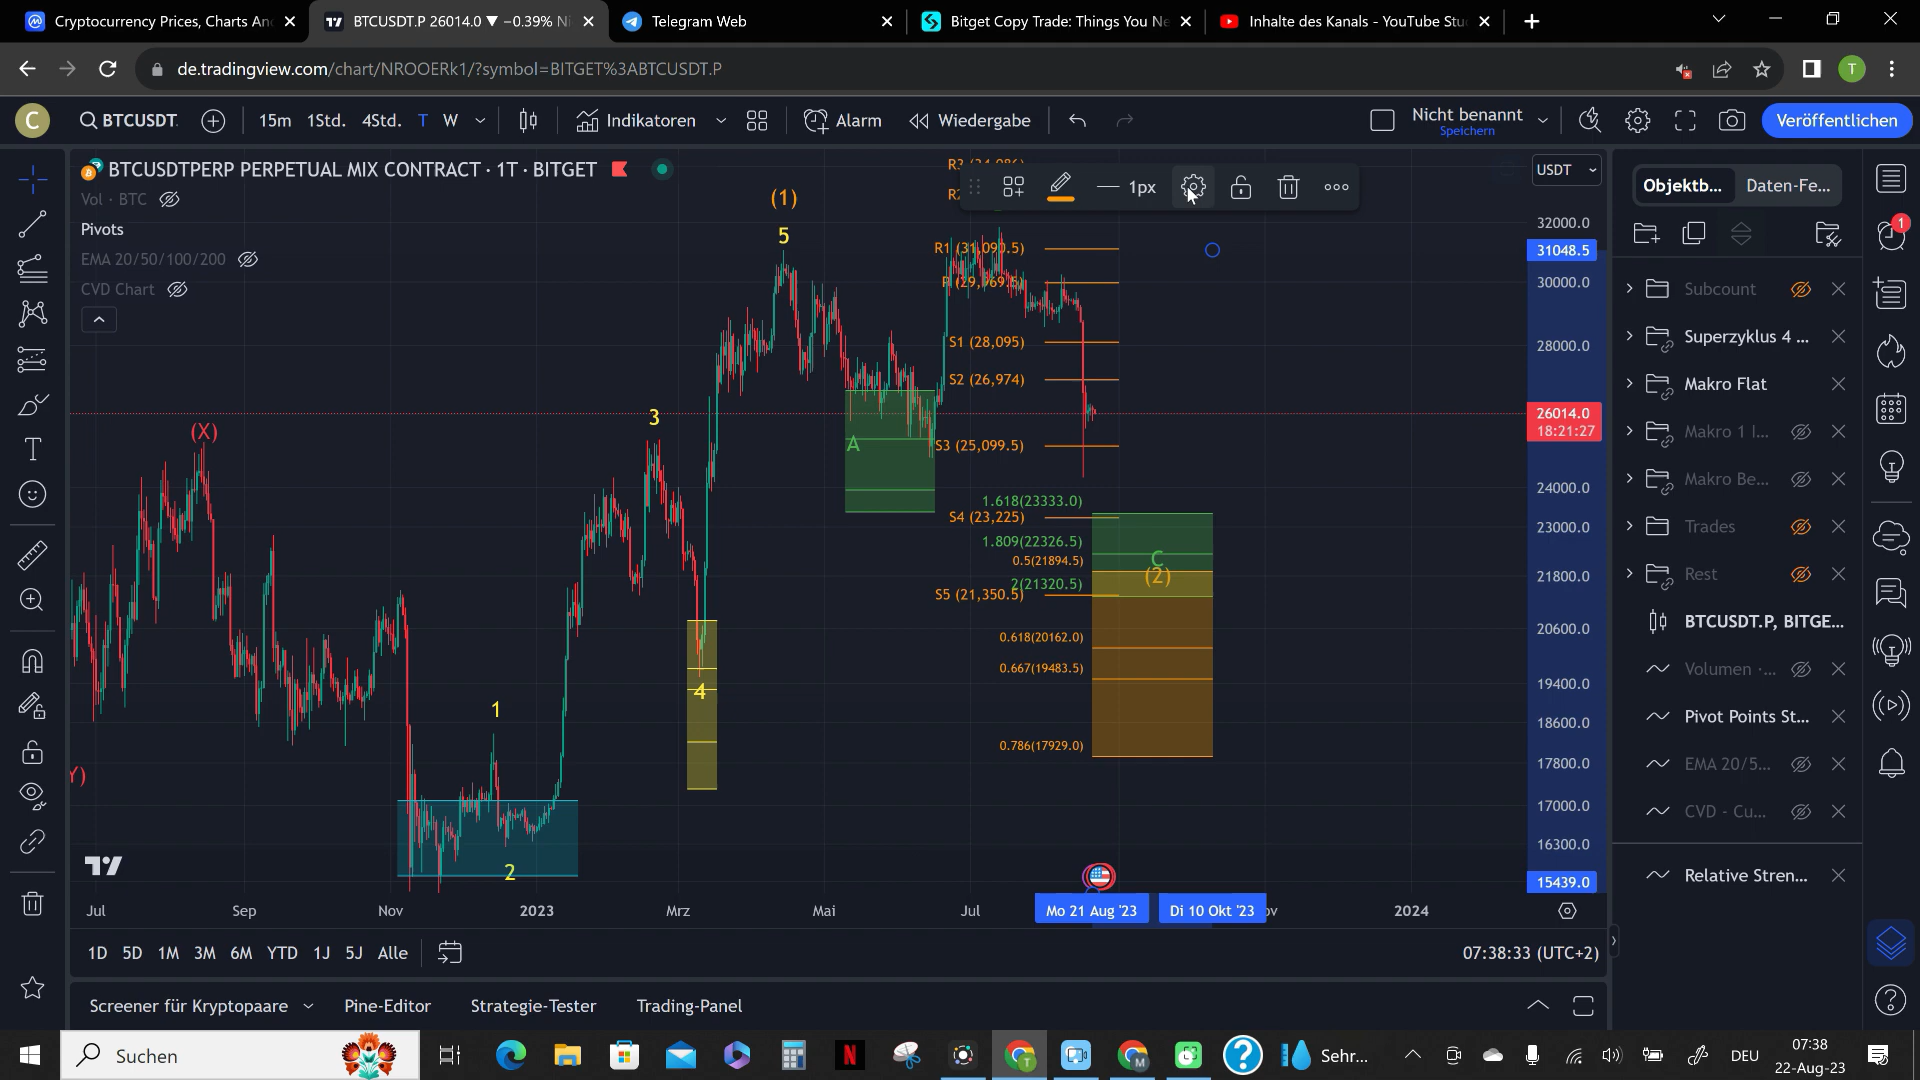 Cryptocurrency Prices, Charts An
BTCUSDT.P 26014.0 ▼ −0.39% Ni
Telegram Web
Bitget Copy Trade: Things You Ne
Inhalte des Kanals - YouTube Stu
de.tradingview.com/chart/NROOERk1/?symbol=BITGET%3ABTCUSDT.P
T
C
BTCUSDT.
15m
1Std.
4Std.
T
W
Indikatoren
Alarm
Wiedergabe
Nicht benannt
Speichern
Veröffentlichen
BTCUSDTPERP PERPETUAL MIX CONTRACT · 1T · BITGET
Vol · BTC
Pivots
EMA 20/50/100/200
CVD Chart
1px
USDT
32000.0
31048.5
30000.0
28000.0
26014.0
18:21:27
24000.0
23000.0
21800.0
20600.0
19400.0
18600.0
17800.0
17000.0
16300.0
15439.0
R1 (31,090.5)
P (29,969.5)
S1 (28,095)
S2 (26,974)
S3 (25,099.5)
1.618(23333.0)
S4 (23,225)
1.809(22326.5)
0.5(21894.5)
2(21320.5)
S5 (21,350.5)
0.618(20162.0)
0.667(19483.5)
0.786(17929.0)
(X)
(1)
5
3
A
C
(2)
4
1
2
Y)
Jul
Sep
Nov
2023
Mrz
Mai
Jul
Mo 21 Aug '23
Di 10 Okt '23
ov
2024
1D
5D
1M
3M
6M
YTD
1J
5J
Alle
07:38:33 (UTC+2)
Screener für Kryptopaare
Pine-Editor
Strategie-Tester
Trading-Panel
Objektb...
Daten-Fe...
Subcount
Superzyklus 4 ...
Makro Flat
Makro 1 I...
Makro Be...
Trades
Rest
BTCUSDT.P, BITGE...
Volumen · ...
Pivot Points St...
EMA 20/5...
CVD - Cu...
Relative Stren...
1
Suchen
Sehr...
DEU
07:38
22-Aug-23